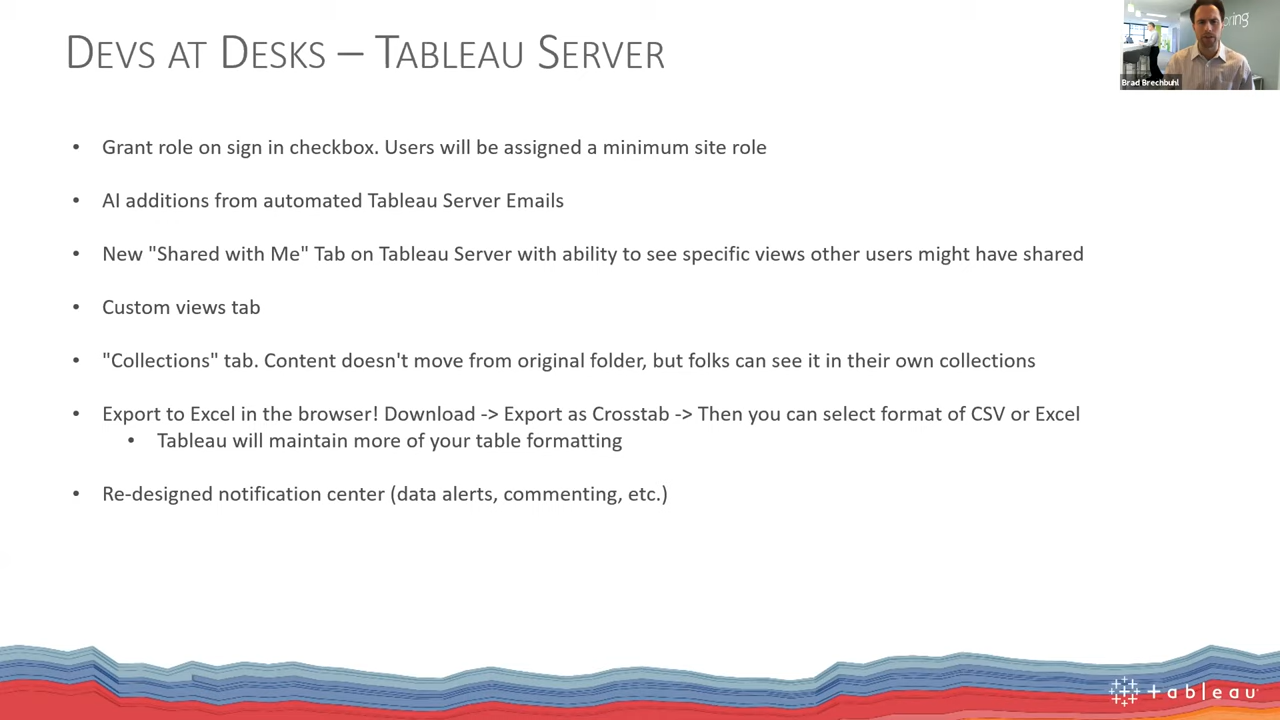 DEVS AT DESKS – TABLEAU SERVER
Brad Brechbuhl
• Grant role on sign in checkbox. Users will be assigned a minimum site role
• AI additions from automated Tableau Server Emails
• New "Shared with Me" Tab on Tableau Server with ability to see specific views other users might have shared
• Custom views tab
• "Collections" tab. Content doesn't move from original folder, but folks can see it in their own collections
• Export to Excel in the browser! Download -> Export as Crosstab -> Then you can select format of CSV or Excel
• Tableau will maintain more of your table formatting
• Re-designed notification center (data alerts, commenting, etc.)
+ableau